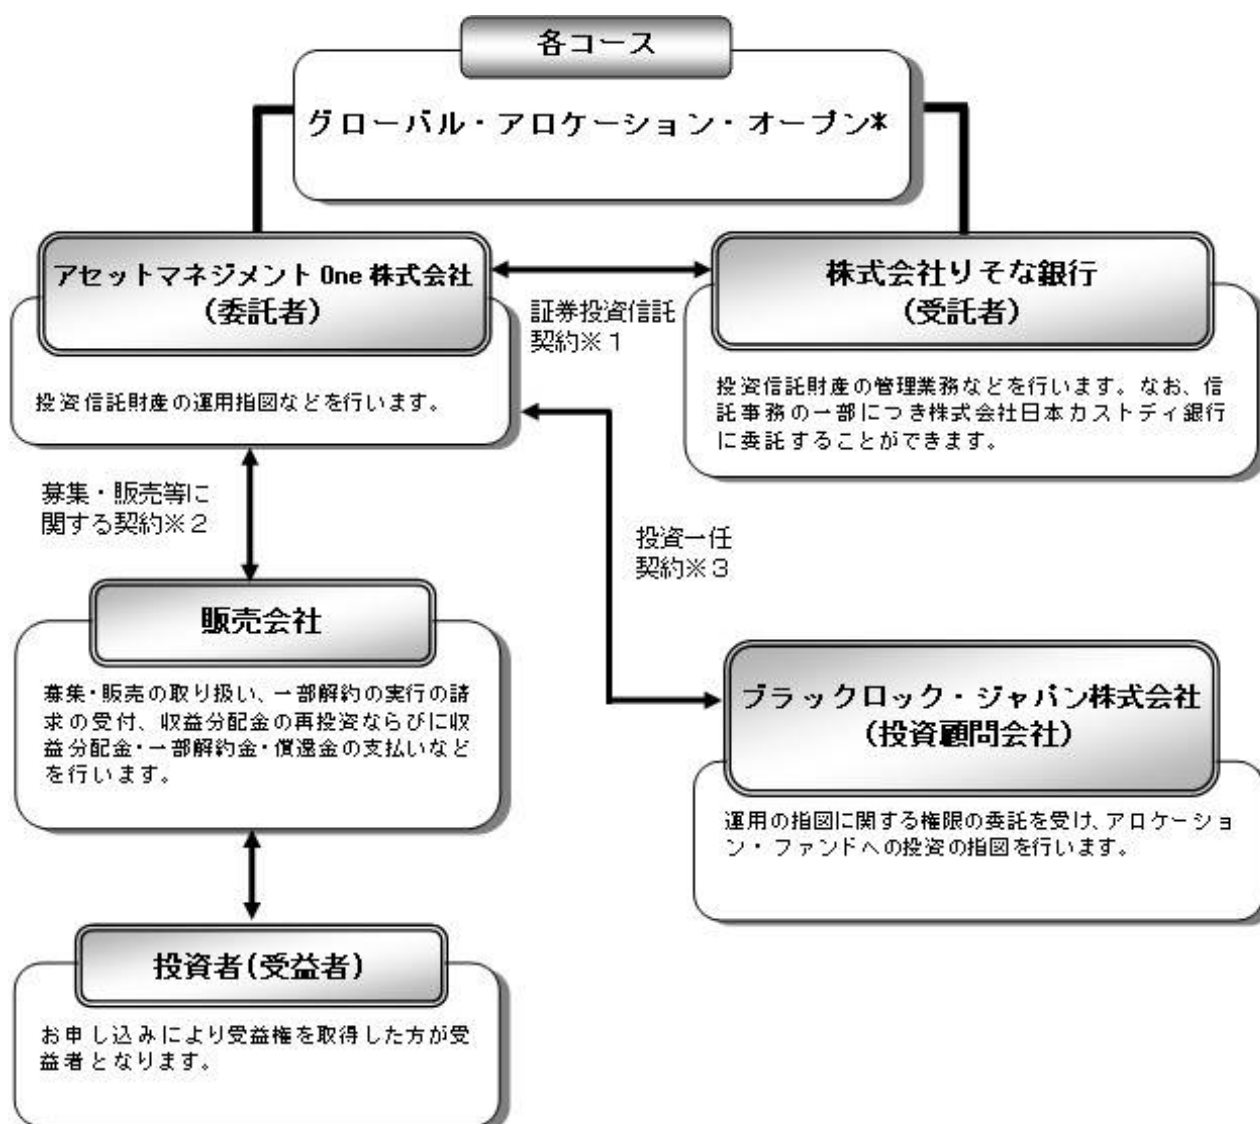 各コース
グローバル・アロケーション・オープン*
アセットマネジメント One 株式会社
(委託者)
投資信託財産の運用指図などを行います。
証券投資信託
契約※１
株式会社りそな銀行
(受託者)
投資信託財産の管理業務などを行います。なお、信
託事務の一部につき株式会社日本カストディ銀行
に委託することができます。
募集・販売等に
関する契約※２
投資一任
契約※３
販売会社
募集・販売の取り扱い、一部解約の実行の請
求の受付、収益分配金の再投資ならびに収
益分配金・一部解約金・償還金の支払いなど
を行います。
ブラックロック・ジャパン株式会社
(投資顧問会社)
運用の指図に関する権限の委託を受け、アロケーショ
ン・ファンドへの投資の指図を行います。
投資者(受益者)
お申し込みにより受益権を取得した方が受
益者となります。